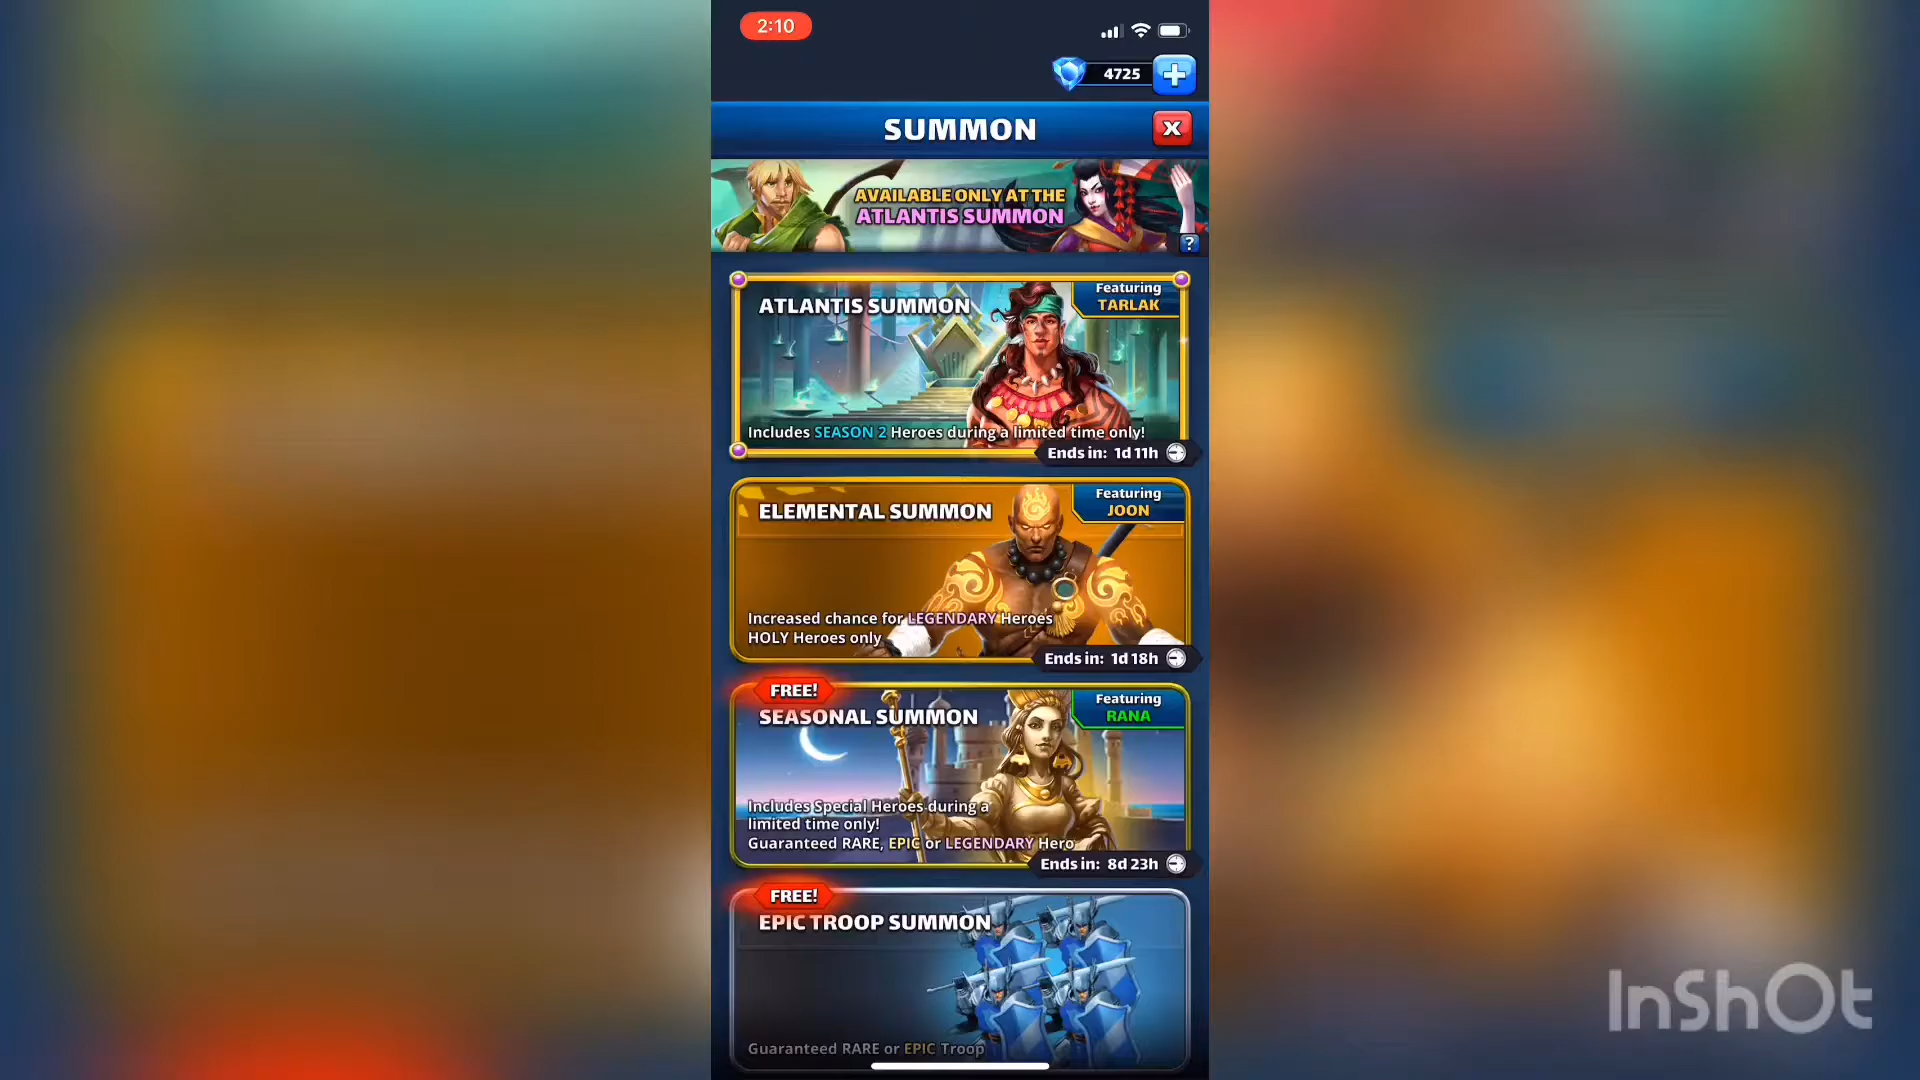 2:10
4725
SUMMON
AVAILABLE ONLY AT THE
ATLANTIS SUMMON
?
Featuring
TARLAK
ATLANTIS SUMMON
Includes SEASON 2 Heroes during a limited time only!
Ends in: 1d 11h
Featuring
JOON
ELEMENTAL SUMMON
Increased chance for LEGENDARY Heroes
HOLY Heroes only
Ends in: 1d 18h
FREE!
Featuring
RANA
SEASONAL SUMMON
Includes Special Heroes during a
limited time only!
Guaranteed RARE, EPIC or LEGENDARY Hero
Ends in: 8d 23h
FREE!
EPIC TROOP SUMMON
Guaranteed RARE or EPIC Troop
InShOt